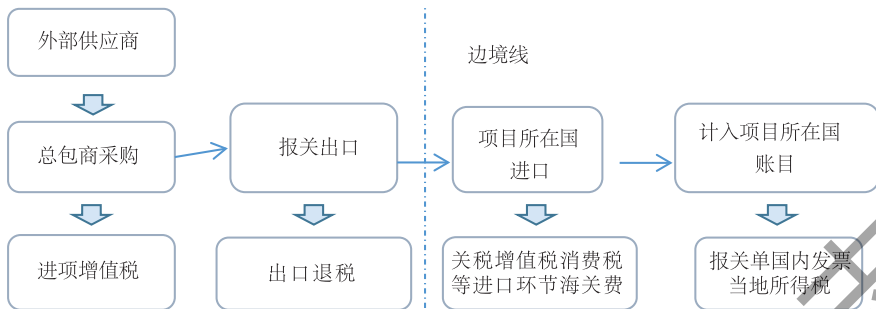 外部供应商
边境线
总包商采购
报关出口
项目所在国
进口
计入项目所在国
账目
进项增值税
出口退税
关税增值税消费税
等进口环节海关费
报关单国内发票
当地所得税